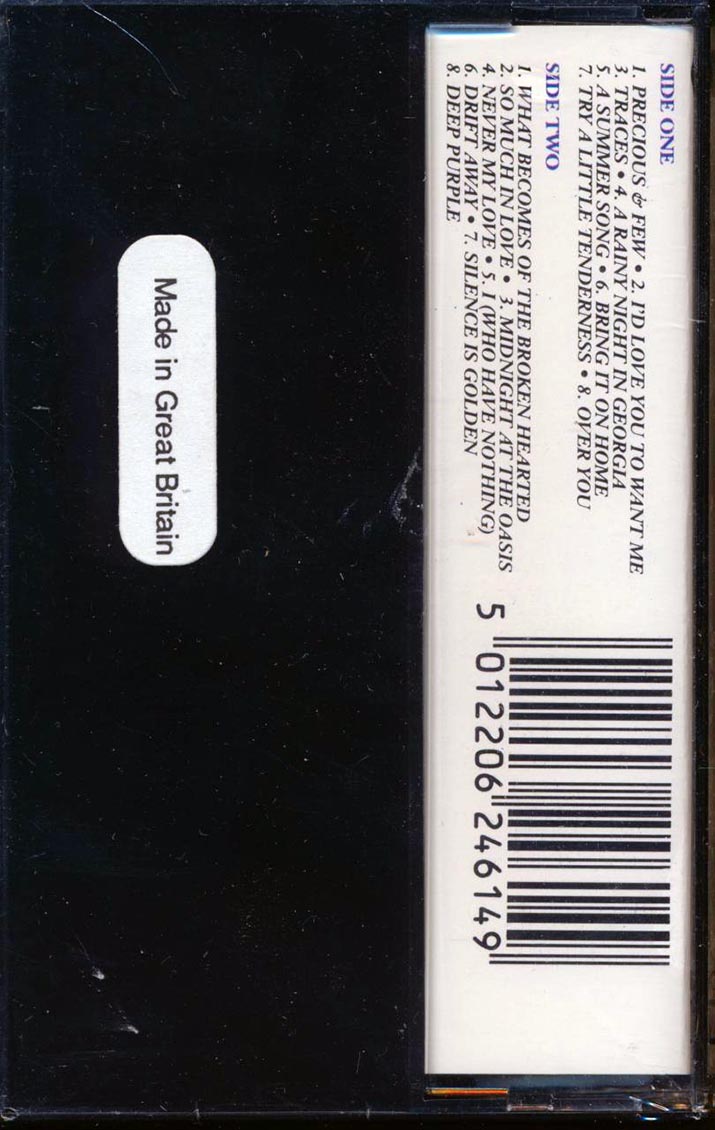 SIDE ONE
1. PRECIOUS & FEW • 2. I'D LOVE YOU TO WANT ME
3. TRACES • 4. A RAINY NIGHT IN GEORGIA
5. A SUMMER SONG • 6. BRING IT ON HOME
7. TRY A LITTLE TENDERNESS • 8. OVER YOU
SIDE TWO
1. WHAT BECOMES OF THE BROKEN HEARTED
2. SO MUCH IN LOVE • 3. MIDNIGHT AT THE OASIS
4. NEVER MY LOVE • 5. I (WHO HAVE NOTHING)
6. DRIFT AWAY • 7. SILENCE IS GOLDEN
8. DEEP PURPLE
5 012206 246149
Made in Great Britain